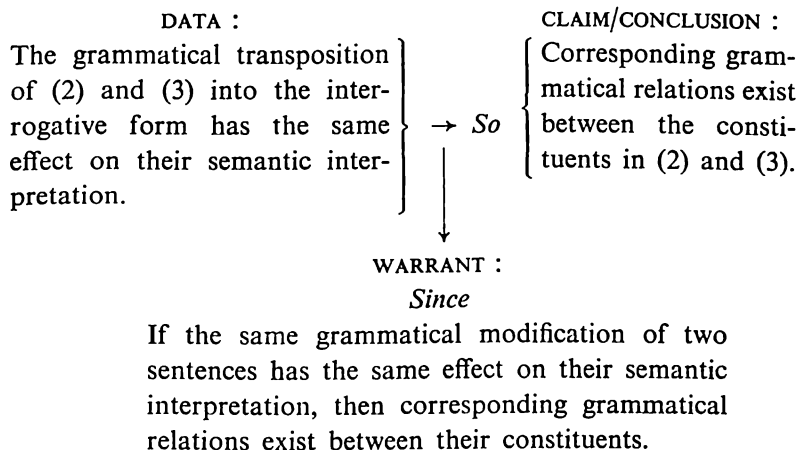 DATA :
The grammatical transposition
of (2) and (3) into the inter-
rogative form has the same
effect on their semantic inter-
pretation.
→ So
CLAIM/CONCLUSION :
Corresponding gram-
matical relations exist
between the consti-
tuents in (2) and (3).
WARRANT :
Since
If the same grammatical modification of two
sentences has the same effect on their semantic
interpretation, then corresponding grammatical
relations exist between their constituents.